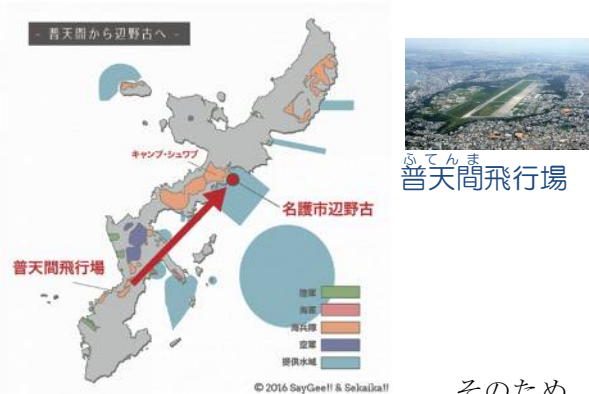 - 普天間から辺野古へ -
キャンプ・シュワブ
名護市辺野古
普天間飛行場
陸軍
海軍
海兵隊
空軍
提供水域
© 2016 SayGee!! & Sekaika!!
ふてんま
普天間飛行場
そのため